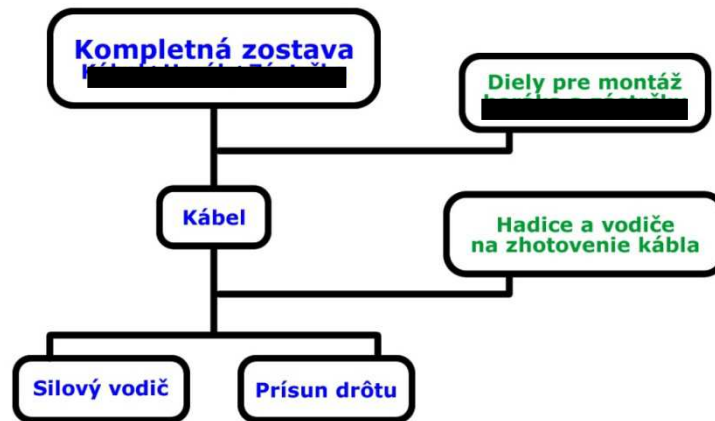 Kompletná zostava
Diely pre montáž
Kábel
Hadice a vodiče
na zhotovenie kábla
Silový vodič
Prísun drôtu